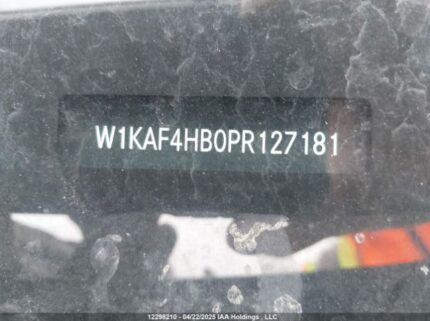 W1KAF4HB0PR127181
12298210 - 04/22/2025 IAA Holdings, LLC